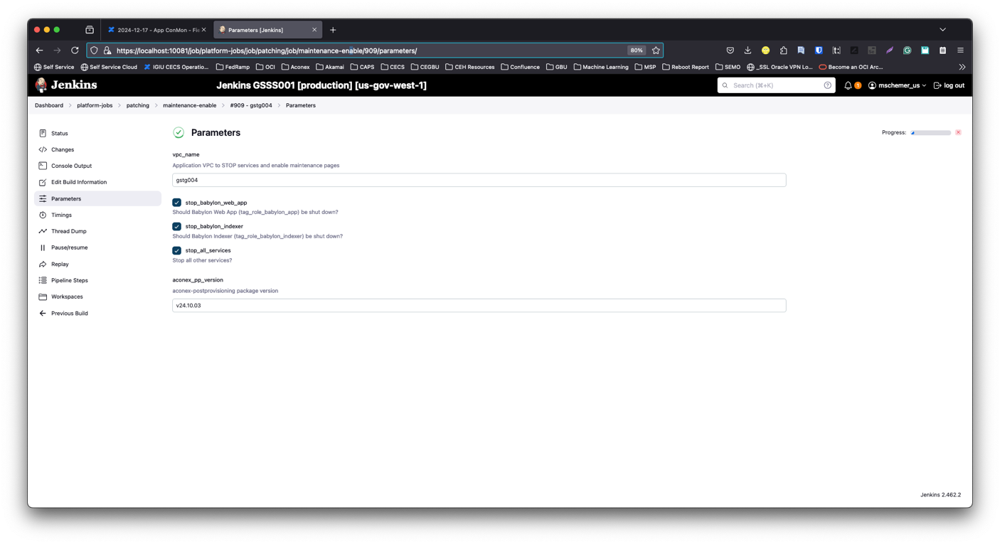 2024-12-17 - App ConMon - Fie
Parameters [Jenkins]
https://localhost:10081/job/platform-jobs/job/patching/job/maintenance-enable/909/parameters/
80%
Self Service
Self Service Cloud
IGIU CECS Operatio...
FedRamp
OCI
Aconex
Akamai
CAPS
CECS
CEGBU
CEH Resources
Confluence
GBU
Machine Learning
MSP
Reboot Report
SEMO
_SSL Oracle VPN Lo...
Become an OCI Arc...
Jenkins
Jenkins GSSS001 [production] [us-gov-west-1]
Search (⌘+K)
1
mschemer_us
log out
Dashboard
platform-jobs
patching
maintenance-enable
#909 - gstg004
Parameters
Status
Changes
Console Output
Edit Build Information
Parameters
Timings
Thread Dump
Pause/resume
Replay
Pipeline Steps
Workspaces
Previous Build
Parameters
Progress:
vpc_name
Application VPC to STOP services and enable maintenance pages
gstg004
stop_babylon_web_app
Should Babylon Web App (tag_role_babylon_app) be shut down?
stop_babylon_indexer
Should Babylon Indexer (tag_role_babylon_indexer) be shut down?
stop_all_services
Stop all other services?
aconex_pp_version
aconex-postprovisioning package version
v24.10.03
Jenkins 2.462.2